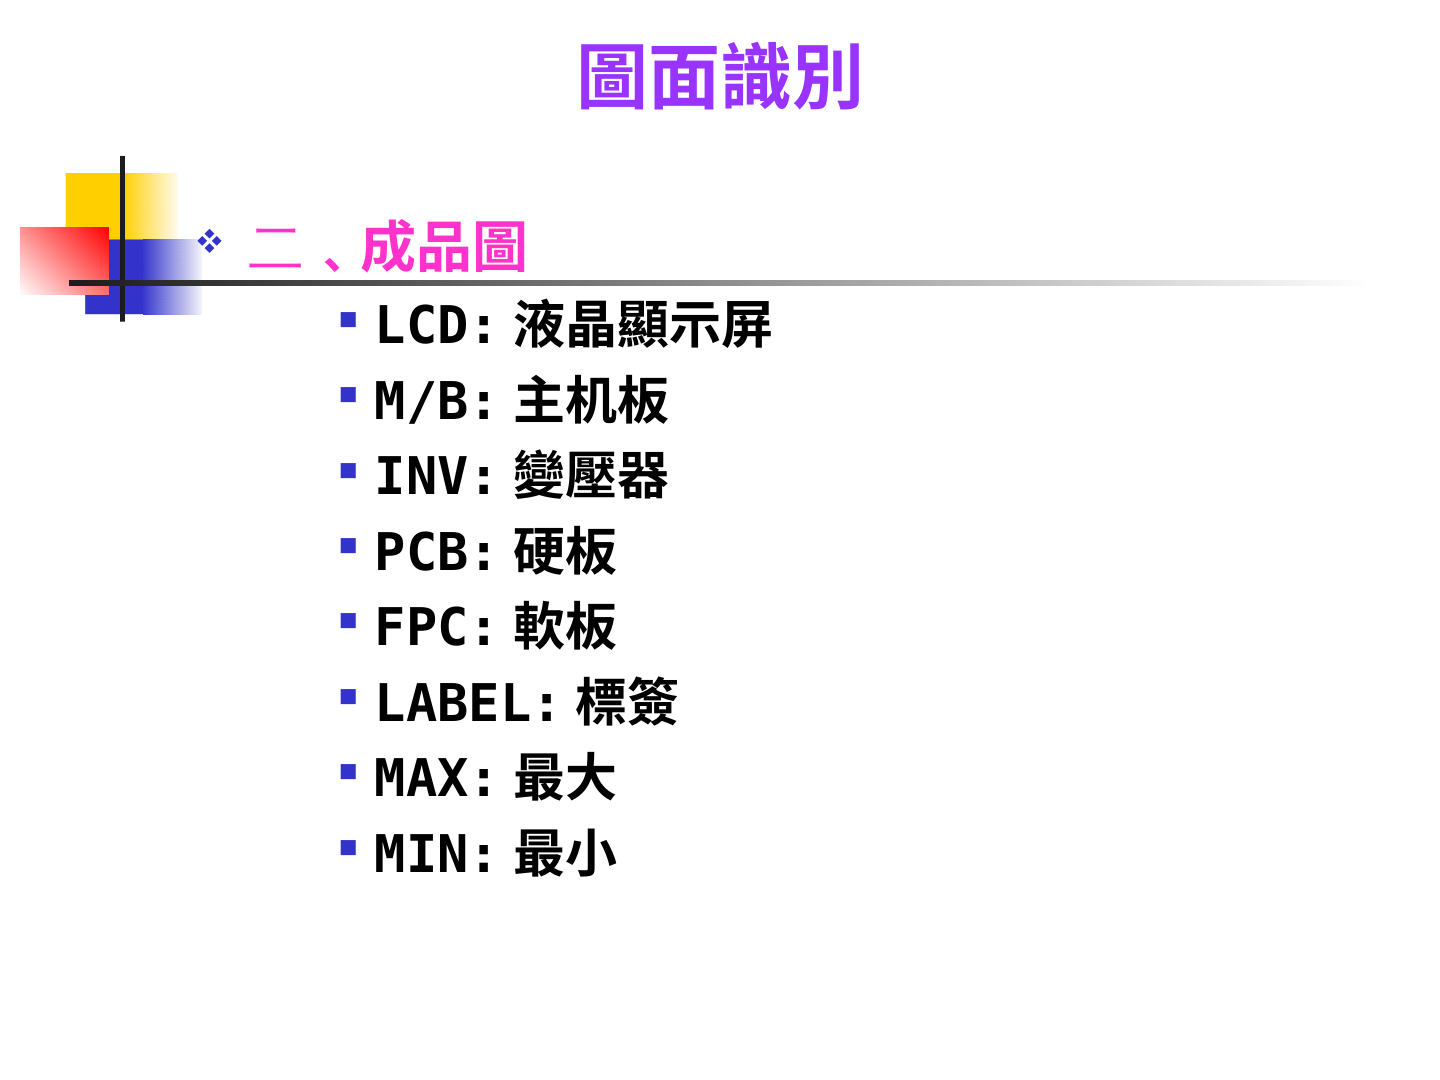 圖面識別
二、成品圖
LCD:液晶顯示屏
M/B:主机板
INV:變壓器
PCB:硬板
FPC:軟板
LABEL:標簽
MAX:最大
MIN:最小